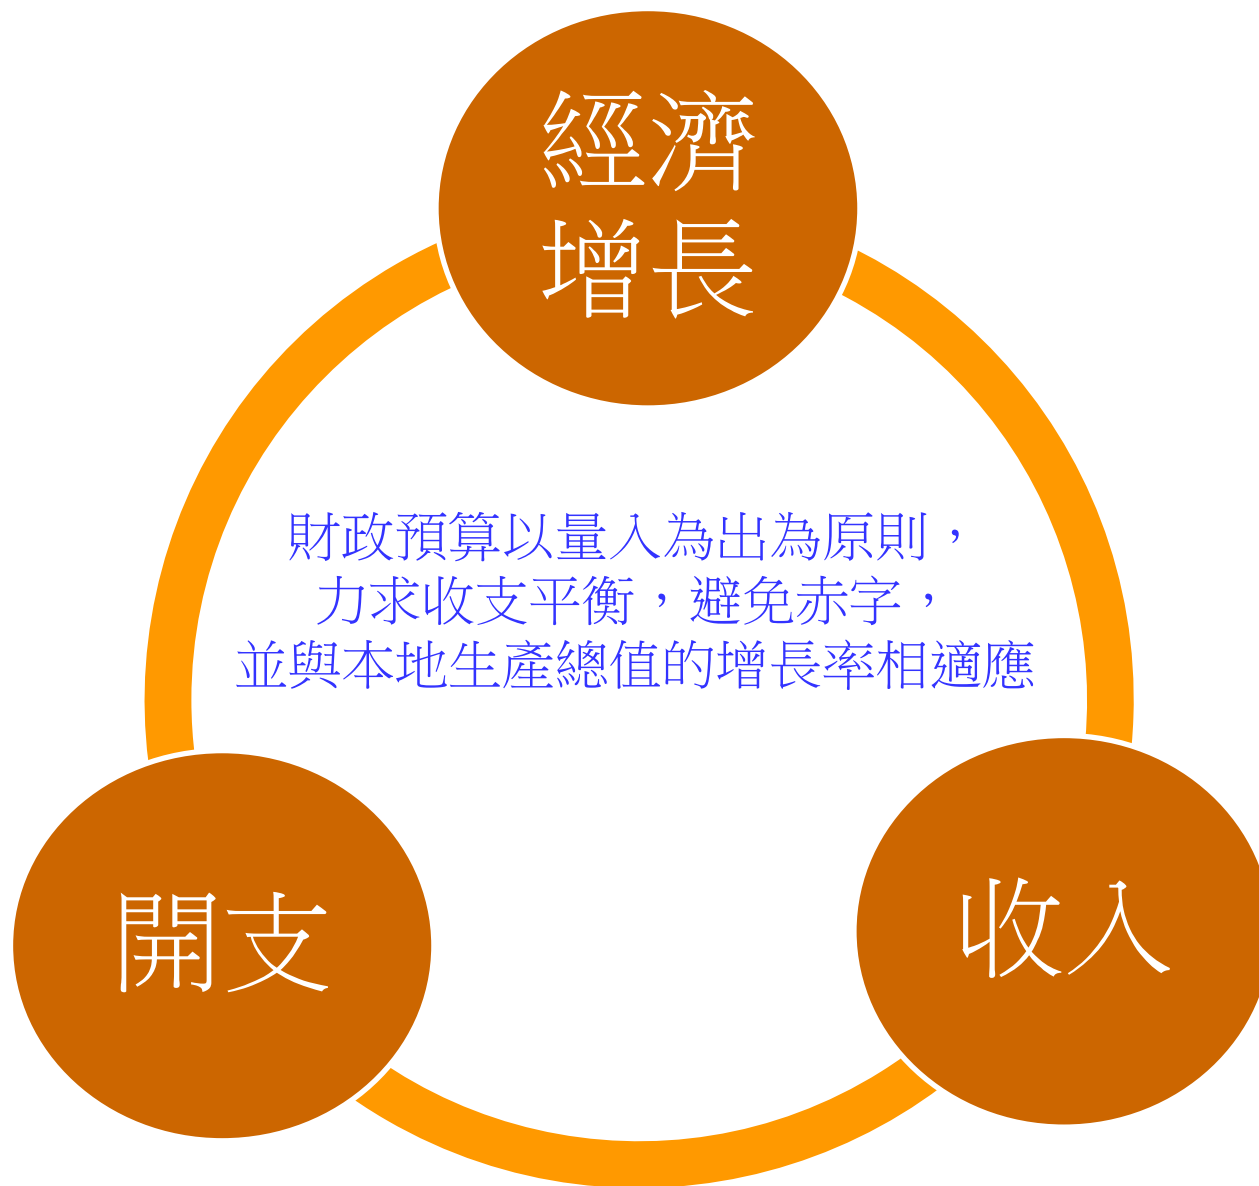 經濟
增長
財政預算以量入為出為原則，
力求收支平衡，避免赤字，
並與本地生產總值的增長率相適應
開支
收入